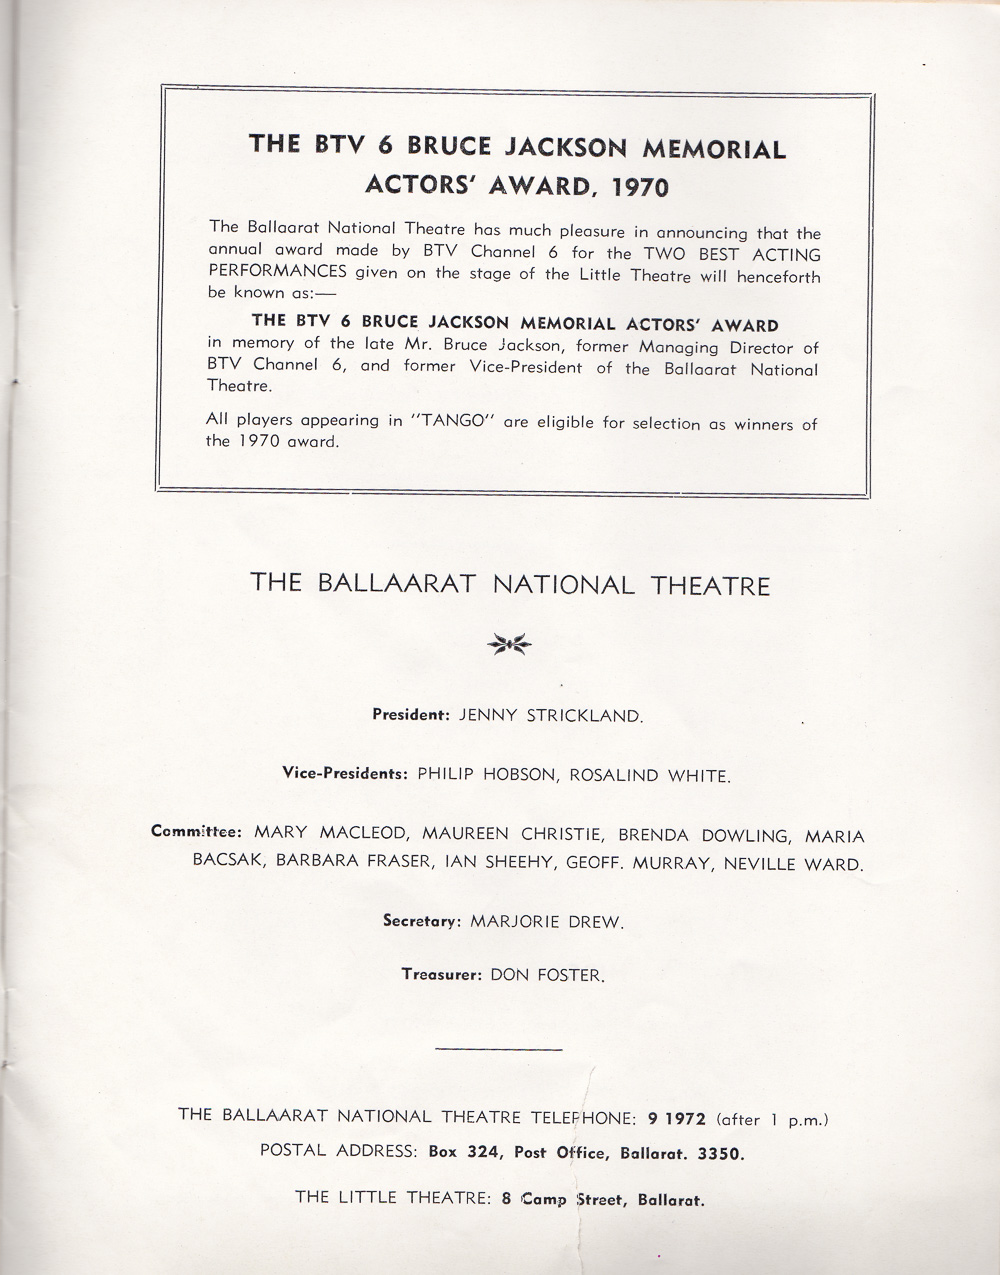 THE BTV 6 BRUCE JACKSON MEMORIAL
ACTORS' AWARD, 1970
The Ballaarat National Theatre has much pleasure in announcing that the
annual award made by BTV Channel 6 for the TWO BEST ACTING
PERFORMANCES given on the stage of the Little Theatre will henceforth
be known as:—
THE BTV 6 BRUCE JACKSON MEMORIAL ACTORS' AWARD
in memory of the late Mr. Bruce Jackson, former Managing Director of
BTV Channel 6, and former Vice-President of the Ballaarat National
Theatre.
All players appearing in "TANGO" are eligible for selection as winners of
the 1970 award.
THE BALLAARAT NATIONAL THEATRE
President: JENNY STRICKLAND.
Vice-Presidents: PHILIP HOBSON, ROSALIND WHITE.
Committee: MARY MACLEOD, MAUREEN CHRISTIE, BRENDA DOWLING, MARIA
BACSAK, BARBARA FRASER, IAN SHEEHY, GEOFF. MURRAY, NEVILLE WARD.
Secretary: MARJORIE DREW.
Treasurer: DON FOSTER.
THE BALLAARAT NATIONAL THEATRE TELEPHONE: 9 1972 (after 1 p.m.)
POSTAL ADDRESS: Box 324, Post Office, Ballarat. 3350.
THE LITTLE THEATRE: 8 Camp Street, Ballarat.